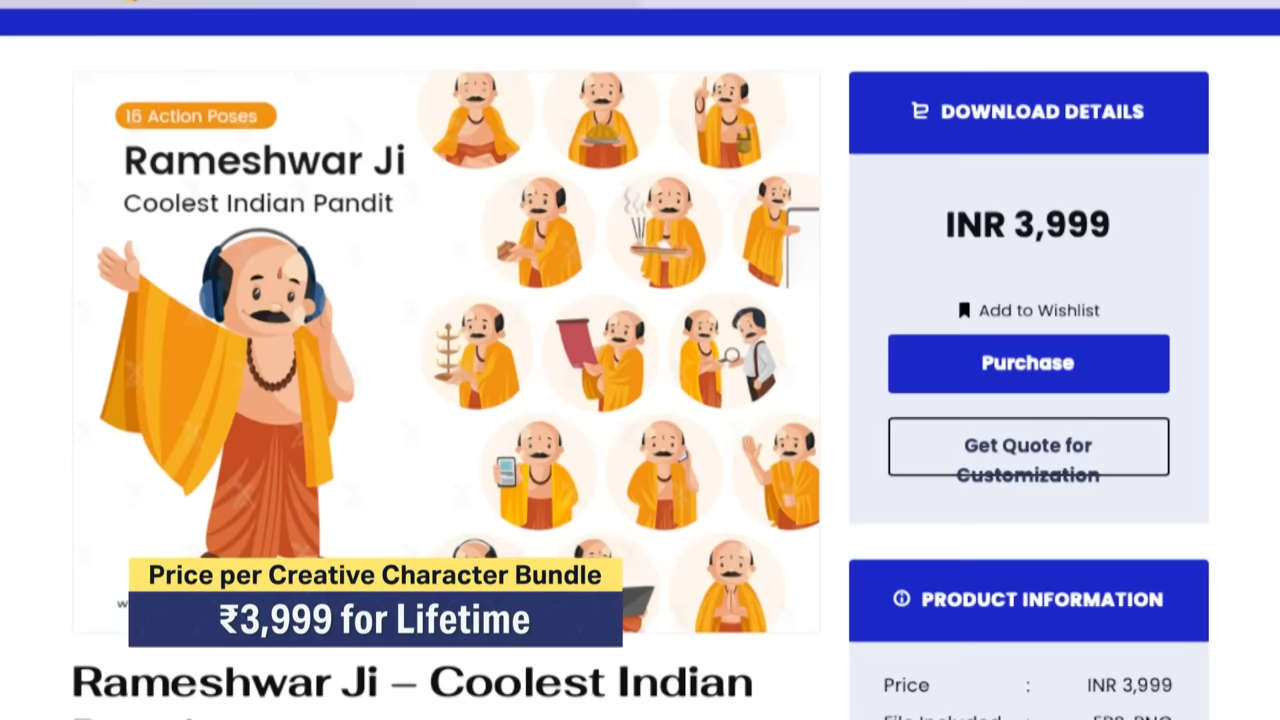 16 Action Poses
Rameshwar Ji
Coolest Indian Pandit
Price per Creative Character Bundle
₹3,999 for Lifetime
Rameshwar Ji – Coolest Indian
DOWNLOAD DETAILS
INR 3,999
Add to Wishlist
Purchase
Get Quote for
Customization
PRODUCT INFORMATION
Price : INR 3,999